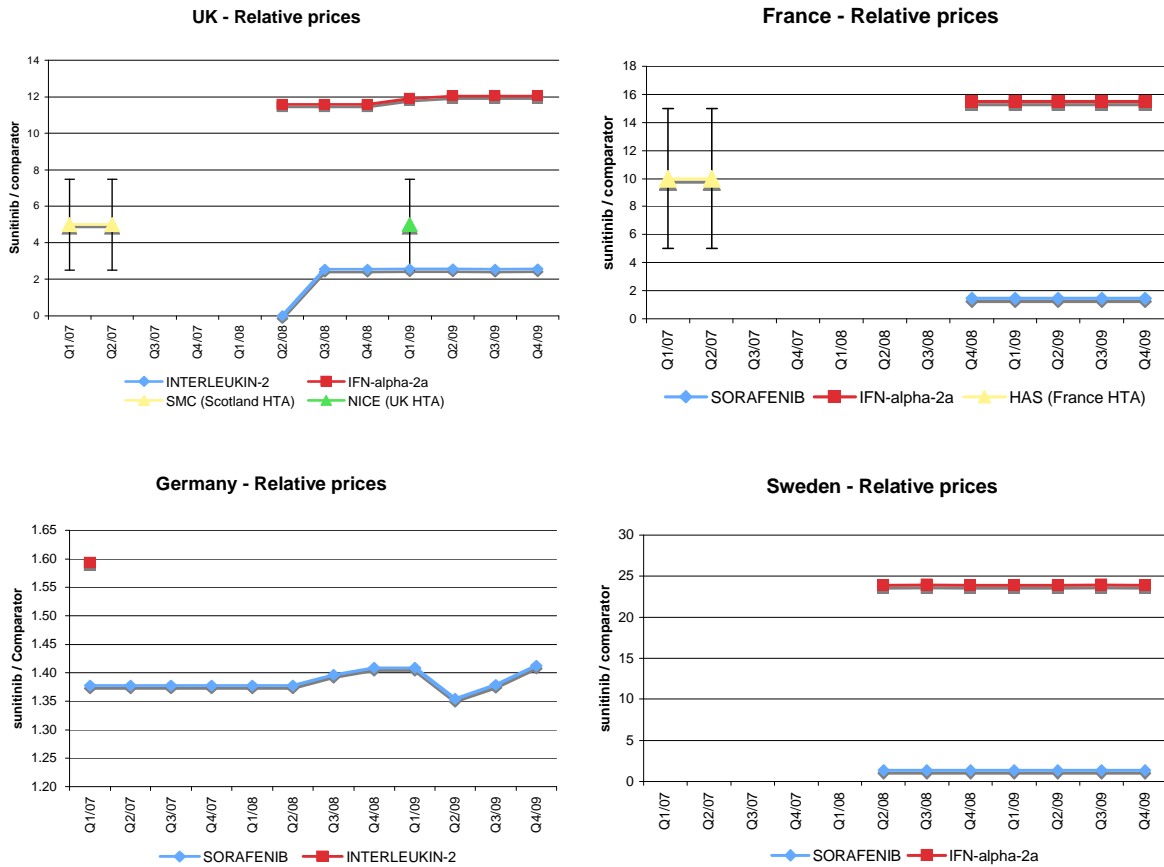 UK - Relative prices
Sunitinib / comparator
14
12
10
8
6
4
2
0
Q1/07
Q2/07
Q3/07
Q4/07
Q1/08
Q2/08
Q3/08
Q4/08
Q1/09
Q2/09
Q3/09
Q4/09
INTERLEUKIN-2
IFN-alpha-2a
SMC (Scotland HTA)
NICE (UK HTA)
France - Relative prices
sunitinib / comparator
18
16
14
12
10
8
6
4
2
0
Q1/07
Q2/07
Q3/07
Q4/07
Q1/08
Q2/08
Q3/08
Q4/08
Q1/09
Q2/09
Q3/09
Q4/09
SORAFENIB
IFN-alpha-2a
HAS (France HTA)
Germany - Relative prices
sunitinib / Comparator
1.65
1.60
1.55
1.50
1.45
1.40
1.35
1.30
1.25
1.20
Q1/07
Q2/07
Q3/07
Q4/07
Q1/08
Q2/08
Q3/08
Q4/08
Q1/09
Q2/09
Q3/09
Q4/09
SORAFENIB
INTERLEUKIN-2
Sweden - Relative prices
sunitinib / comparator
30
25
20
15
10
5
0
Q1/07
Q2/07
Q3/07
Q4/07
Q1/08
Q2/08
Q3/08
Q4/08
Q1/09
Q2/09
Q3/09
Q4/09
SORAFENIB
IFN-alpha-2a